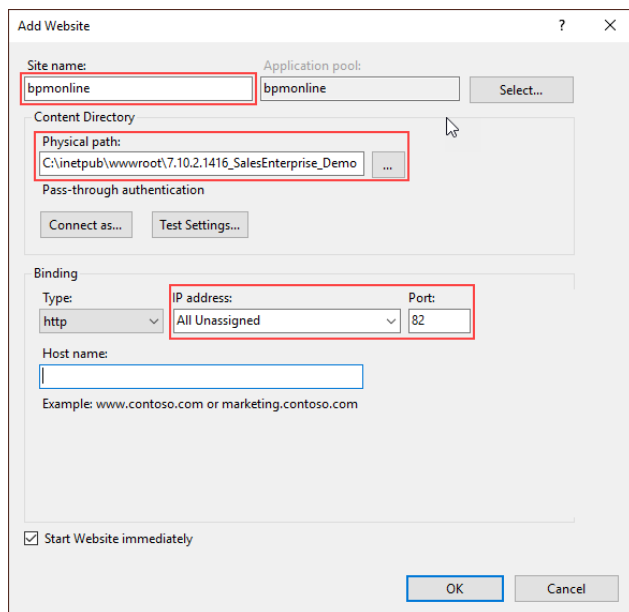 Add Website
?
Site name:
Application pool:
bpmonline
bpmonline
Select...
Content Directory
Physical path:
C:\inetpub\wwwroot\7.10.2.1416_SalesEnterprise_Demo
...
Pass-through authentication
Connect as...
Test Settings...
Binding
Type:
IP address:
Port:
http
All Unassigned
82
Host name:
Example: www.contoso.com or marketing.contoso.com
Start Website immediately
OK
Cancel